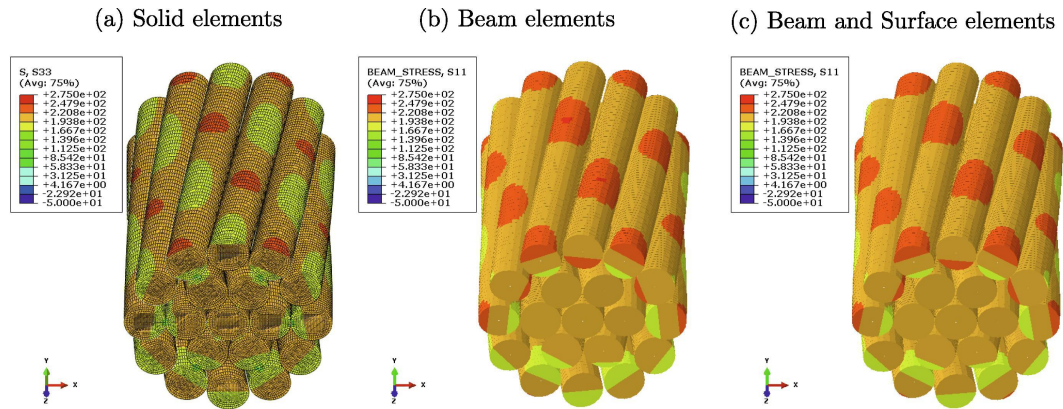 (a) Solid elements
(b) Beam elements
(c) Beam and Surface elements
S, S33
(Avg: 75%)
+2.750e+02
+2.479e+02
+2.208e+02
+1.938e+02
+1.667e+02
+1.396e+02
+1.125e+02
+8.542e+01
+5.833e+01
+3.125e+01
+4.167e+00
-2.292e+01
-5.000e+01
Y
X
Z
BEAM_STRESS, S11
(Avg: 75%)
+2.750e+02
+2.479e+02
+2.208e+02
+1.938e+02
+1.667e+02
+1.396e+02
+1.125e+02
+8.542e+01
+5.833e+01
+3.125e+01
+4.167e+00
-2.292e+01
-5.000e+01
Y
X
Z
BEAM_STRESS, S11
(Avg: 75%)
+2.750e+02
+2.479e+02
+2.208e+02
+1.938e+02
+1.667e+02
+1.396e+02
+1.125e+02
+8.542e+01
+5.833e+01
+3.125e+01
+4.167e+00
-2.292e+01
-5.000e+01
Y
X
Z